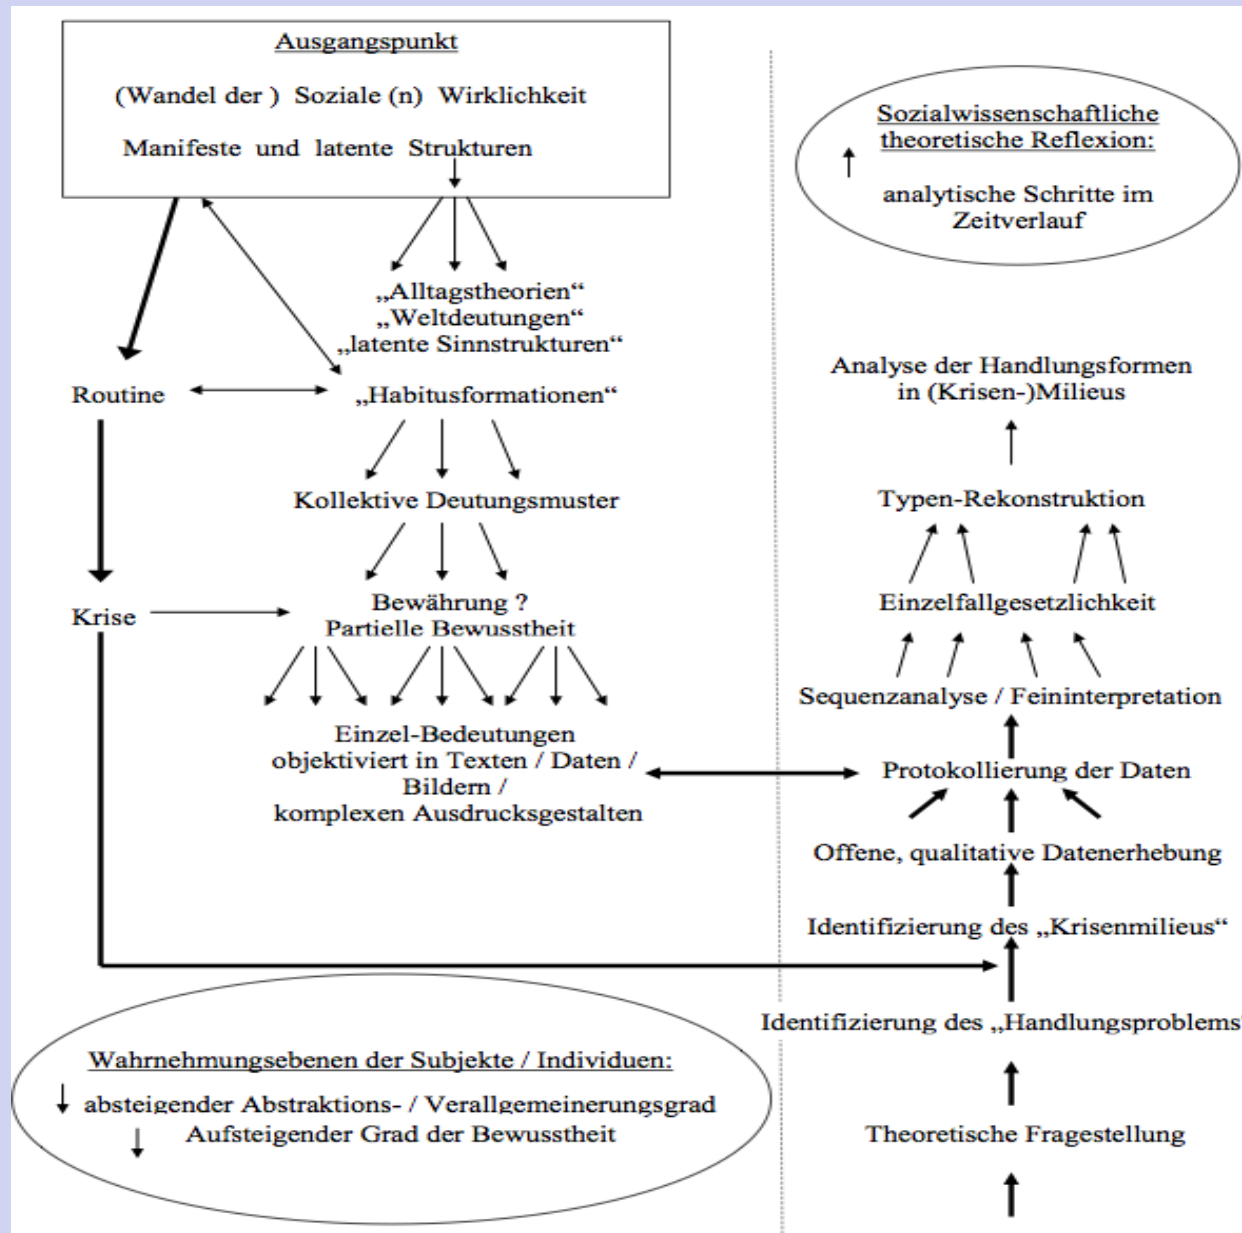 Ausgangspunkt
(Wandel der ) Soziale (n) Wirklichkeit
Manifeste und latente Strukturen
„Alltagstheorien“
„Weltdeutungen“
„latente Sinnstrukturen“
Routine
„Habitusformationen“
Kollektive Deutungsmuster
Krise
Bewährung ?
Partielle Bewusstheit
Einzel-Bedeutungen
objektiviert in Texten / Daten /
Bildern /
komplexen Ausdrucksgestalten
Wahrnehmungsebenen der Subjekte / Individuen:
absteigender Abstraktions- / Verallgemeinerungsgrad
Aufsteigender Grad der Bewusstheit
Sozialwissenschaftliche
theoretische Reflexion:
analytische Schritte im
Zeitverlauf
Analyse der Handlungsformen
in (Krisen-)Milieus
Typen-Rekonstruktion
Einzelfallgesetzlichkeit
Sequenzanalyse / Feininterpretation
Protokollierung der Daten
Offene, qualitative Datenerhebung
Identifizierung des „Krisenmilieus“
Identifizierung des „Handlungsproblems“
Theoretische Fragestellung